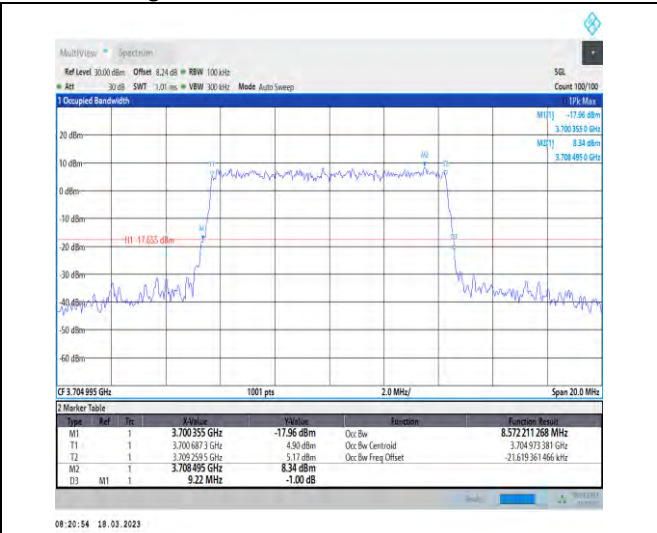 MultiView Spectrum
Ref Level 30.00 dBm Offset 8.24 dB RBW 100 kHz SGL
Att 30 dB SWT 1.01 ms VBW 300 kHz Mode Auto Sweep Count 100/100
1 Occupied Bandwidth 1Pk Max
M1[1] -17.96 dBm
3.700 355 0 GHz
M2[1] 8.34 dBm
3.708 495 0 GHz
20 dBm
M2
10 dBm
T1 T2
0 dBm
-10 dBm
M1
H1 -17.655 dBm
D3
-20 dBm
-30 dBm
-40 dBm
-50 dBm
-60 dBm
CF 3.704 995 GHz 1001 pts 2.0 MHz/ Span 20.0 MHz
2 Marker Table
Type Ref Trc X-Value Y-Value Function Function Result
M1 1 3.700 355 GHz -17.96 dBm Occ Bw 8.572 211 268 MHz
T1 1 3.700 687 3 GHz 4.90 dBm Occ Bw Centroid 3.704 973 381 GHz
T2 1 3.709 259 5 GHz 5.17 dBm Occ Bw Freq Offset -21.619 361 466 kHz
M2 1 3.708 495 GHz 8.34 dBm
D3 M1 1 9.22 MHz -1.00 dB
08:20:54 18.03.2023